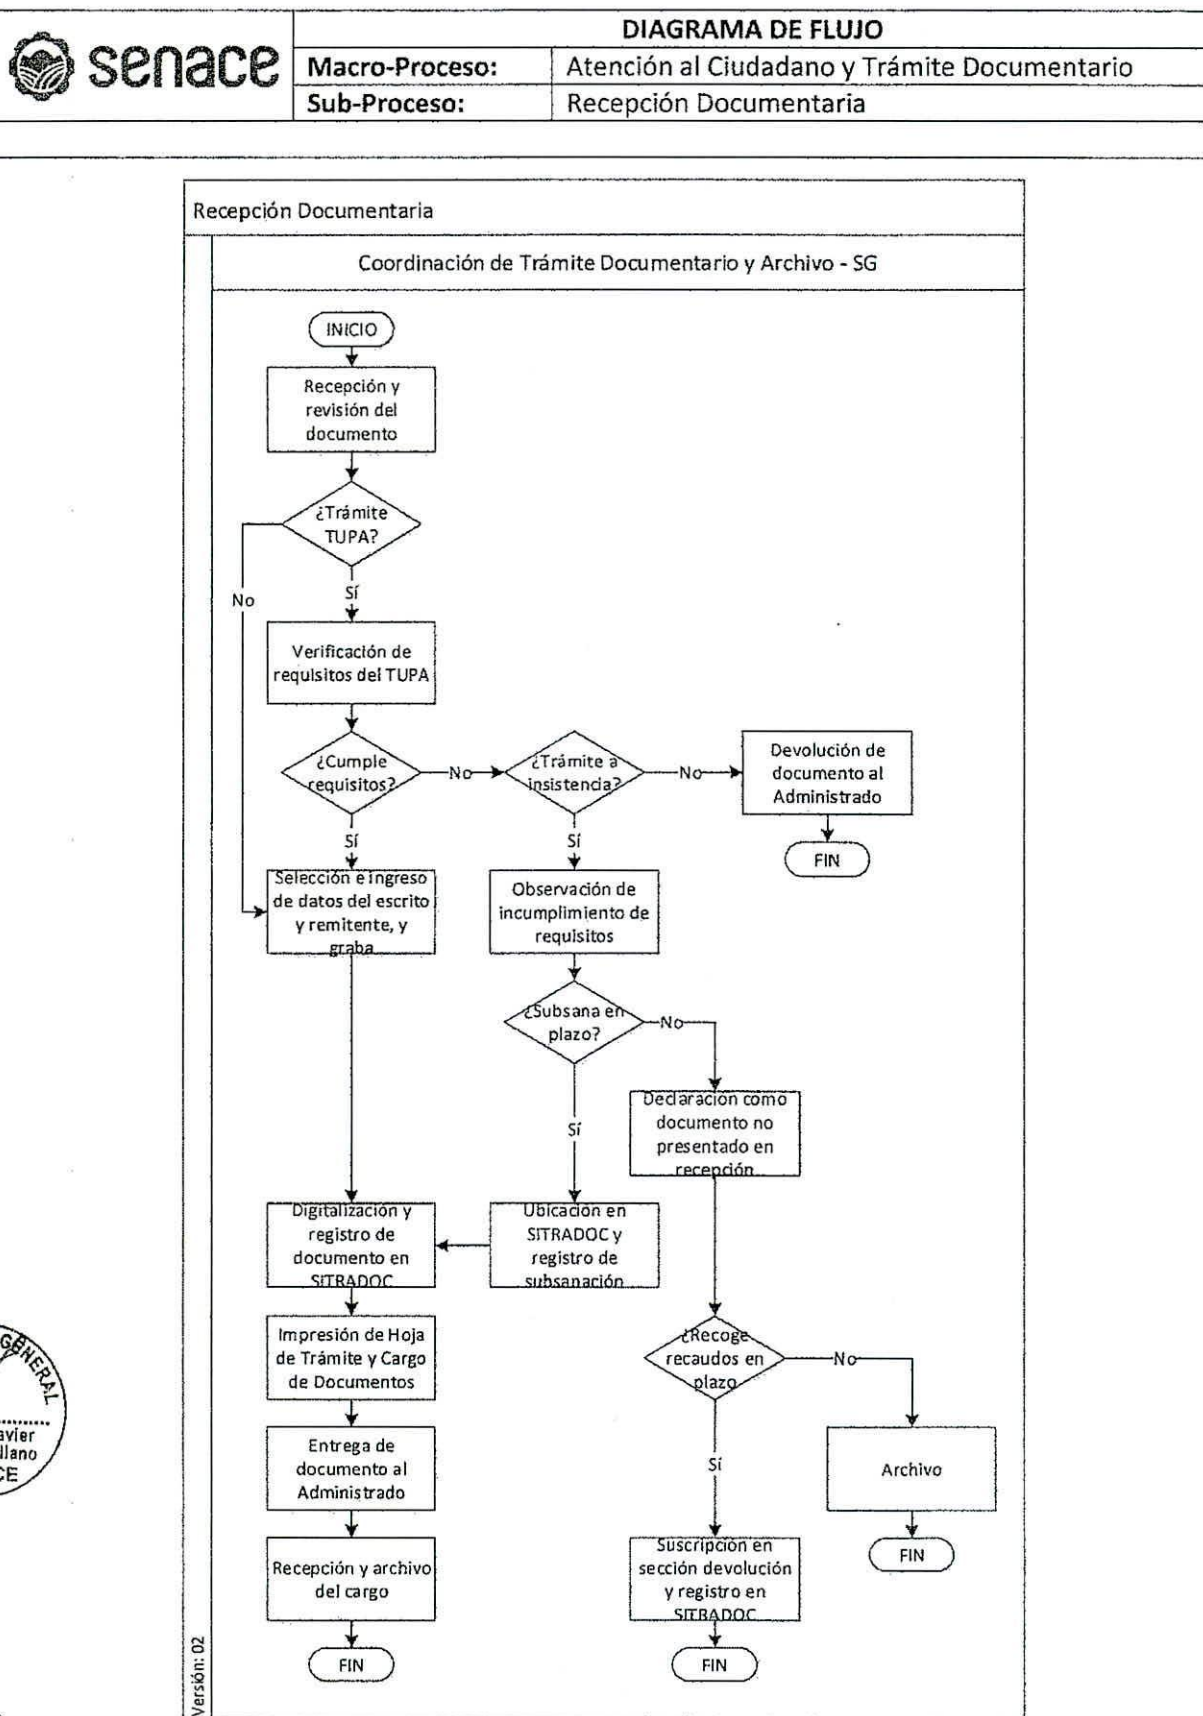 senace
DIAGRAMA DE FLUJO
Macro-Proceso: Atención al Ciudadano y Trámite Documentario
Sub-Proceso: Recepción Documentaria
Recepción Documentaria
Coordinación de Trámite Documentario y Archivo - SG
INICIO
Recepción y
revisión del
documento
¿Trámite
TUPA?
No
Sí
Verificación de
requisitos del TUPA
¿Cumple
requisitos?
No
¿Trámite a
insistencia?
No
Devolución de
documento al
Administrado
FIN
Sí
Sí
Selección e ingreso
de datos del escrito
y remitente, y
graba
Observación de
incumplimiento de
requisitos
¿Subsana en
plazo?
No
Sí
Declaración como
documento no
presentado en
recepción
Digitalización y
registro de
documento en
SITRADOC
Ubicación en
SITRADOC y
registro de
subsanación
Impresión de Hoja
de Trámite y Cargo
de Documentos
¿Recoge
recaudos en
plazo
No
Sí
Archivo
FIN
Entrega de
documento al
Administrado
Recepción y archivo
del cargo
FIN
Suscripción en
sección devolución
y registro en
SITRADOC
FIN
Versión: 02
GENERAL
avier
llano
CE